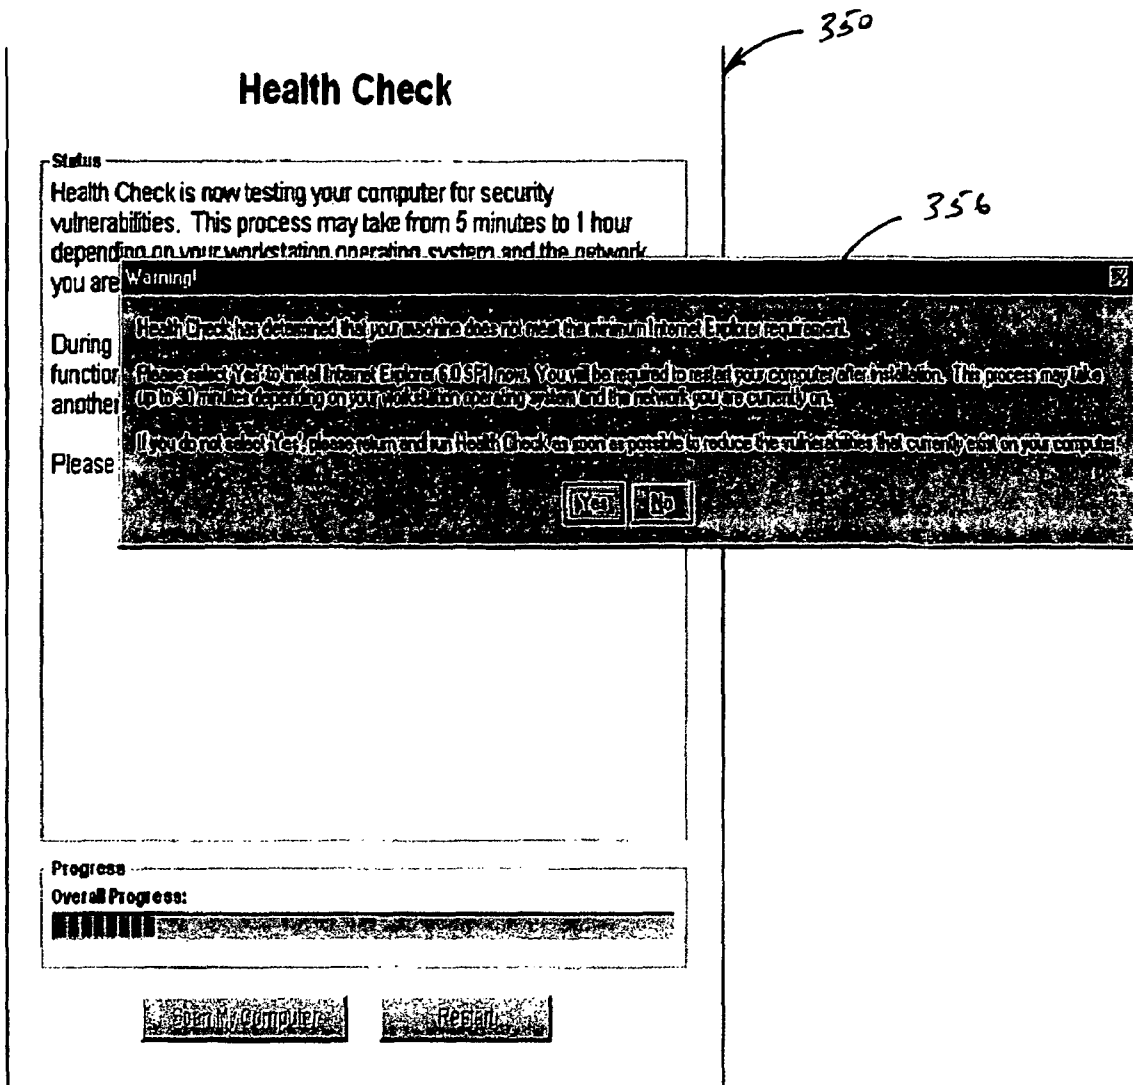 350
Health Check
Status
Health Check is now testing your computer for security
vulnerabilities. This process may take from 5 minutes to 1 hour
depending on your workstation operating system and the network
you are
356
Warning!
Health Check has determined that your machine does not meet the minimum Internet Explorer requirement.
Please select 'Yes' to install Internet Explorer 6.0 SP1 now. You will be required to restart your computer after installation. This process may take
up to 30 minutes depending on your workstation operating system and the network you are currently on.
If you do not select 'Yes', please return and run Health Check as soon as possible to reduce the vulnerabilities that currently exist on your computer.
Yes No
During
function
another
Please
Progress
Overall Progress:
Scan My Computer Restart